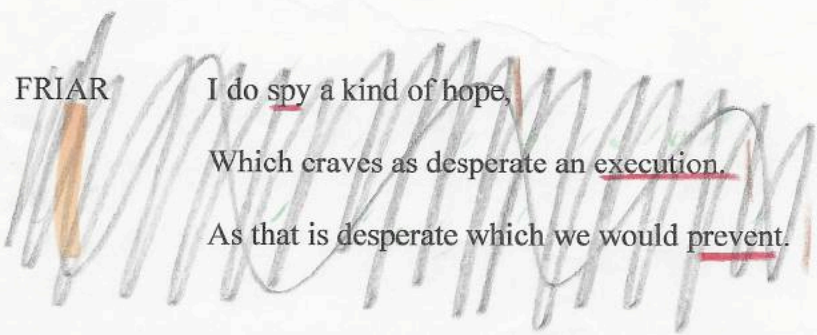 FRIAR I do spy a kind of hope,
Which craves as desperate an execution.
As that is desperate which we would prevent.